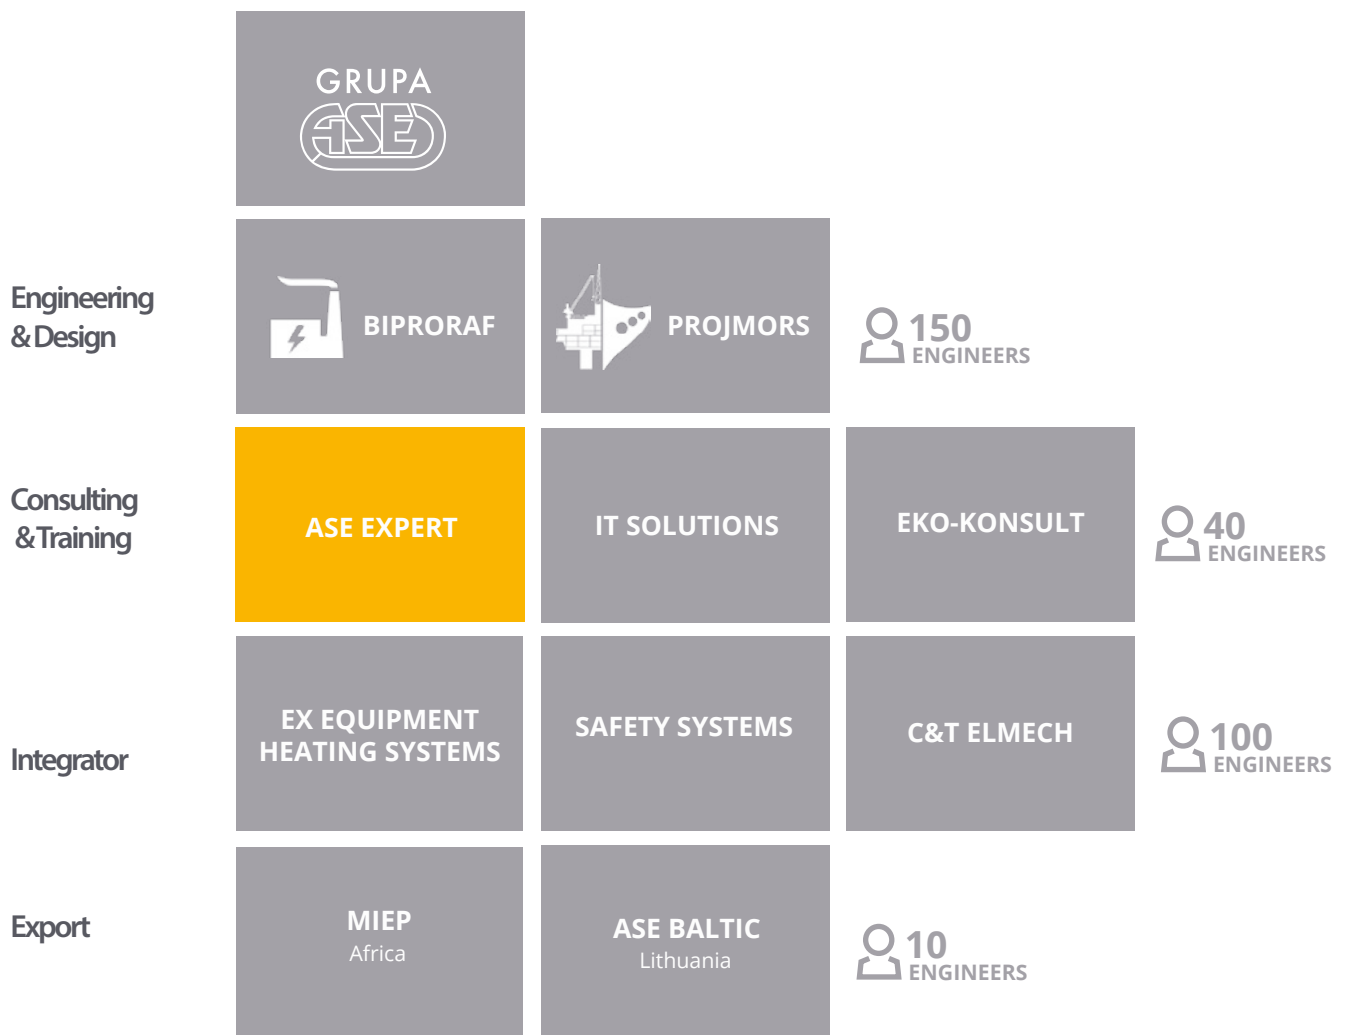 GRUPA
ASE
Engineering
& Design
BIPRORAF
PROJMORS
150
ENGINEERS
Consulting
& Training
ASE EXPERT
IT SOLUTIONS
EKO-KONSULT
40
ENGINEERS
Integrator
EX EQUIPMENT
HEATING SYSTEMS
SAFETY SYSTEMS
C&T ELMECH
100
ENGINEERS
Export
MIEP
Africa
ASE BALTIC
Lithuania
10
ENGINEERS